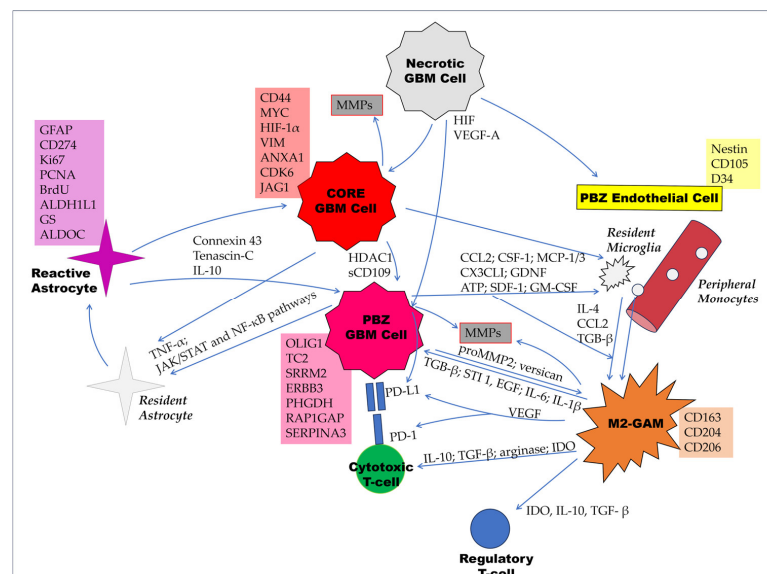 Necrotic
GBM Cell
CD44
MYC
HIF-1α
VIM
ANXA1
CDK6
JAG1
MMPs
HIF
VEGF-A
GFAP
CD274
Ki67
PCNA
BrdU
ALDH1L1
GS
ALDOC
Nestin
CD105
D34
PBZ Endothelial Cell
CORE
GBM Cell
Resident
Microglia
Connexin 43
Tenascin-C
IL-10
Reactive
Astrocyte
HDAC1
sCD109
CCL2; CSF-1; MCP-1/3
CX3CLI; GDNF
ATP; SDF-1; GM-CSF
Peripheral
Monocytes
IL-4
CCL2
TGB-β
PBZ
GBM Cell
MMPs
TNF-α;
JAK/STAT and NF-κB pathways
OLIG1
TC2
SRRM2
ERBB3
PHGDH
RAP1GAP
SERPINA3
proMMP2; versican
TGB-β; STI 1, EGF; IL-6; IL-1β
Resident
Astrocyte
PD-L1
VEGF
M2-GAM
CD163
CD204
CD206
PD-1
IL-10; TGF-β; arginase; IDO
Cytotoxic
T-cell
IDO, IL-10, TGF- β
Regulatory
T-cell